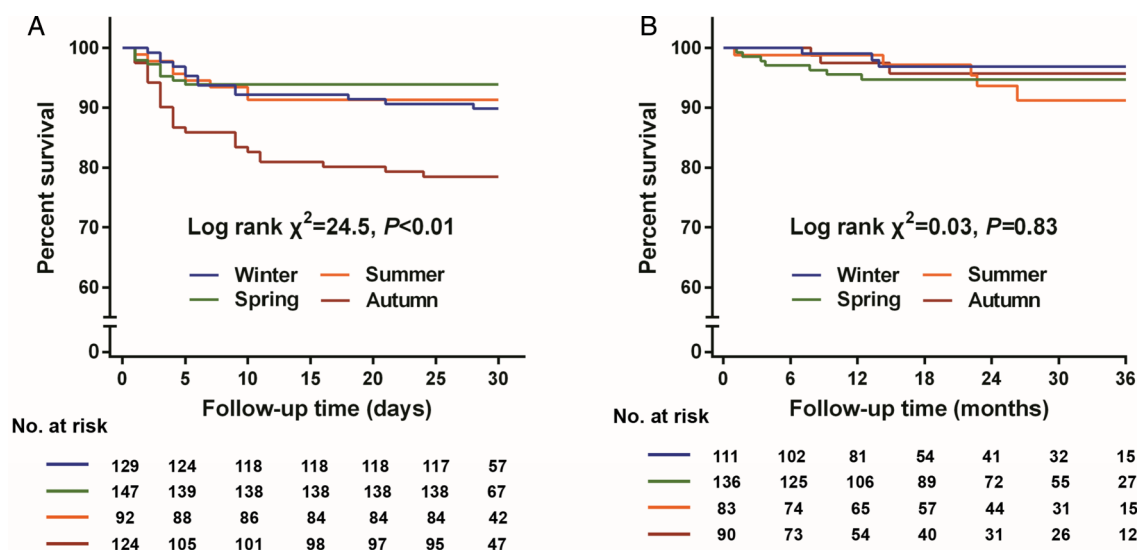 A
100
90
80
70
60
0
Percent survival
Log rank χ²=24.5, P<0.01
Winter Summer
Spring Autumn
0 5 10 15 20 25 30
Follow-up time (days)
No. at risk
129 124 118 118 118 117 57
147 139 138 138 138 138 67
92 88 86 84 84 84 42
124 105 101 98 97 95 47
B
100
90
80
70
60
0
Percent survival
Log rank χ²=0.03, P=0.83
Winter Summer
Spring Autumn
0 6 12 18 24 30 36
Follow-up time (months)
No. at risk
111 102 81 54 41 32 15
136 125 106 89 72 55 27
83 74 65 57 44 31 15
90 73 54 40 31 26 12